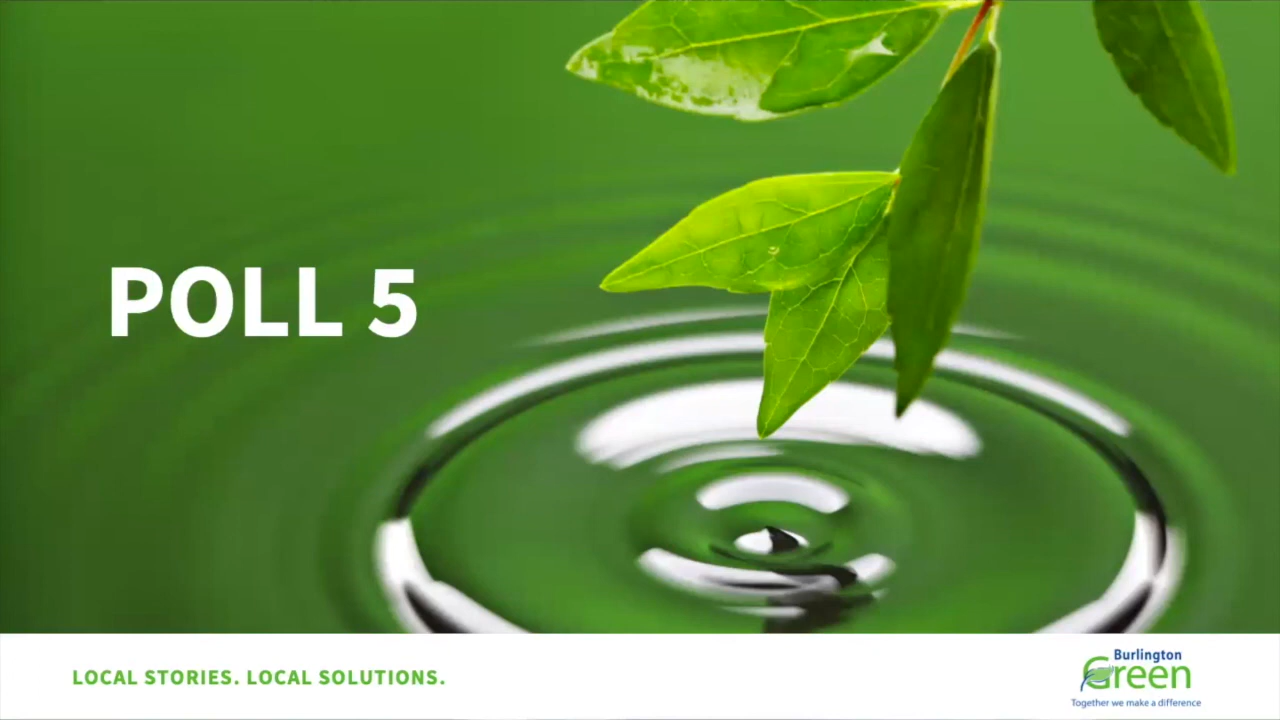 POLL 5
LOCAL STORIES. LOCAL SOLUTIONS.
Burlington
Green
Together we make a difference